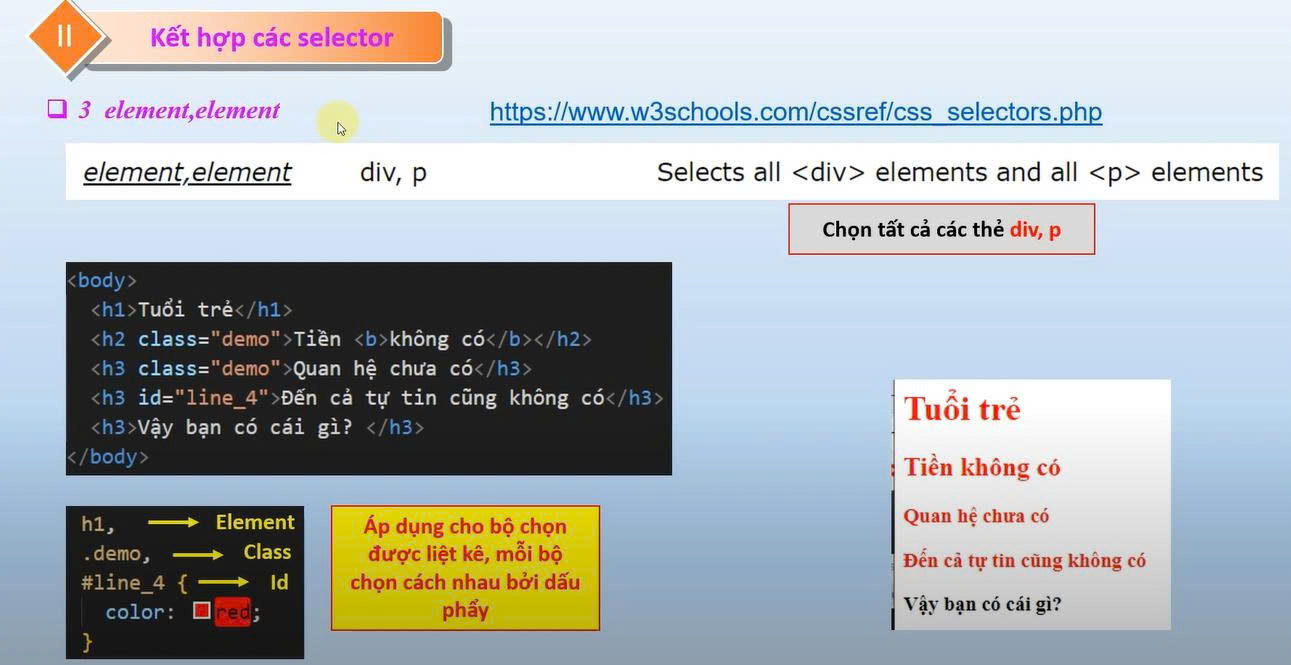 II
Kết hợp các selector
3 element,element
https://www.w3schools.com/cssref/css_selectors.php
element,element div, p Selects all <div> elements and all <p> elements
Chọn tất cả các thẻ div, p
<body>
<h1>Tuổi trẻ</h1>
<h2 class="demo">Tiền <b>không có</b></h2>
<h3 class="demo">Quan hệ chưa có</h3>
<h3 id="line_4">Đến cả tự tin cũng không có</h3>
<h3>Vậy bạn có cái gì? </h3>
</body>
Tuổi trẻ
Tiền không có
Quan hệ chưa có
Đến cả tự tin cũng không có
Vậy bạn có cái gì?
h1, Element
.demo, Class
#line_4 { Id
color: red;
}
Áp dụng cho bộ chọn
được liệt kê, mỗi bộ
chọn cách nhau bởi dấu
phẩy